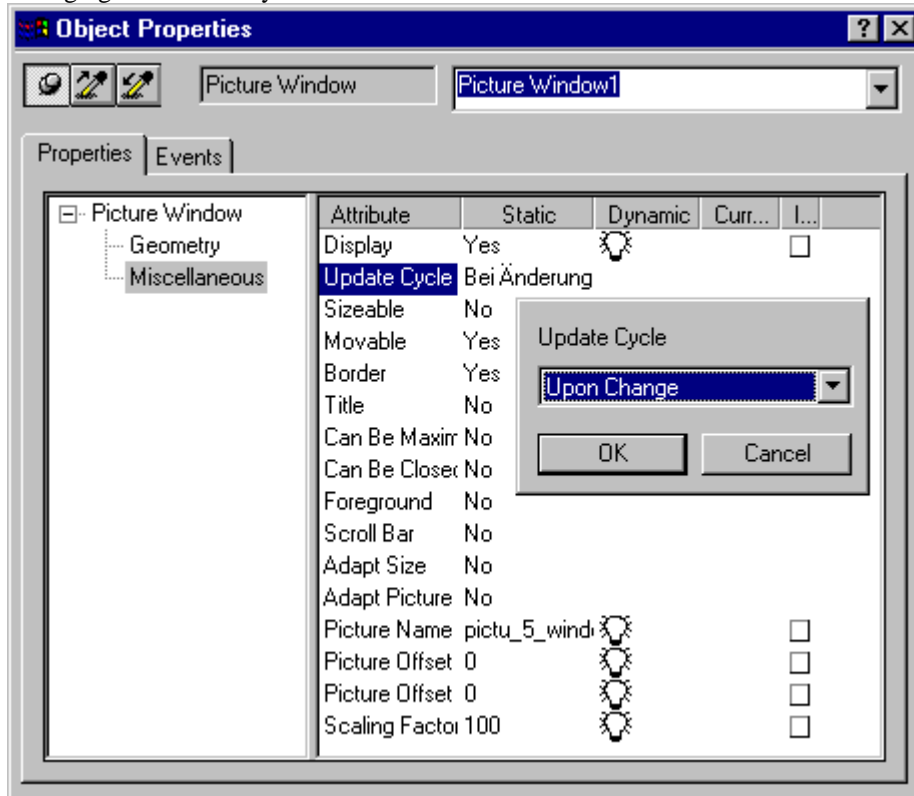 Object Properties
Picture Window Picture Window1
Properties Events
Picture Window
Geometry
Miscellaneous
Attribute Static Dynamic Curr... I...
Display Yes
Update Cycle Bei Änderung
Sizeable No
Movable Yes
Border Yes
Title No
Can Be Maxim No
Can Be Closed No
Foreground No
Scroll Bar No
Adapt Size No
Adapt Picture No
Picture Name pictu_5_wind
Picture Offset 0
Picture Offset 0
Scaling Factor 100
Update Cycle
Upon Change
OK Cancel